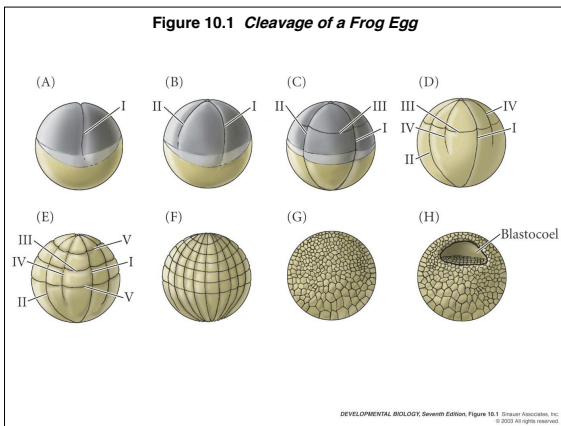 Figure 10.1 Cleavage of a Frog Egg
(A) (B) (C) (D)
I
II I
II III I
III IV II IV I
(E) (F) (G) (H)
III IV II V I V
Blastocoel
DEVELOPMENTAL BIOLOGY, Seventh Edition, Figure 10.1 Sinauer Associates, Inc.
© 2003 All rights reserved.